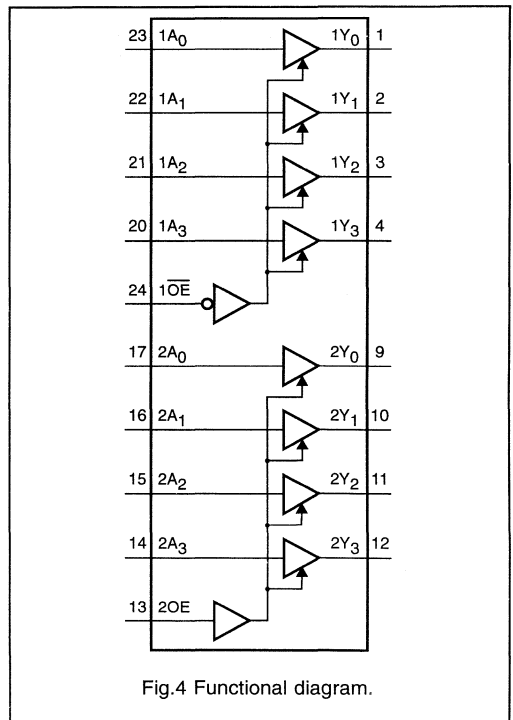 23 1A0 1Y0 1
22 1A1 1Y1 2
21 1A2 1Y2 3
20 1A3 1Y3 4
24 1O̅E̅
17 2A0 2Y0 9
16 2A1 2Y1 10
15 2A2 2Y2 11
14 2A3 2Y3 12
13 2OE
Fig.4 Functional diagram.